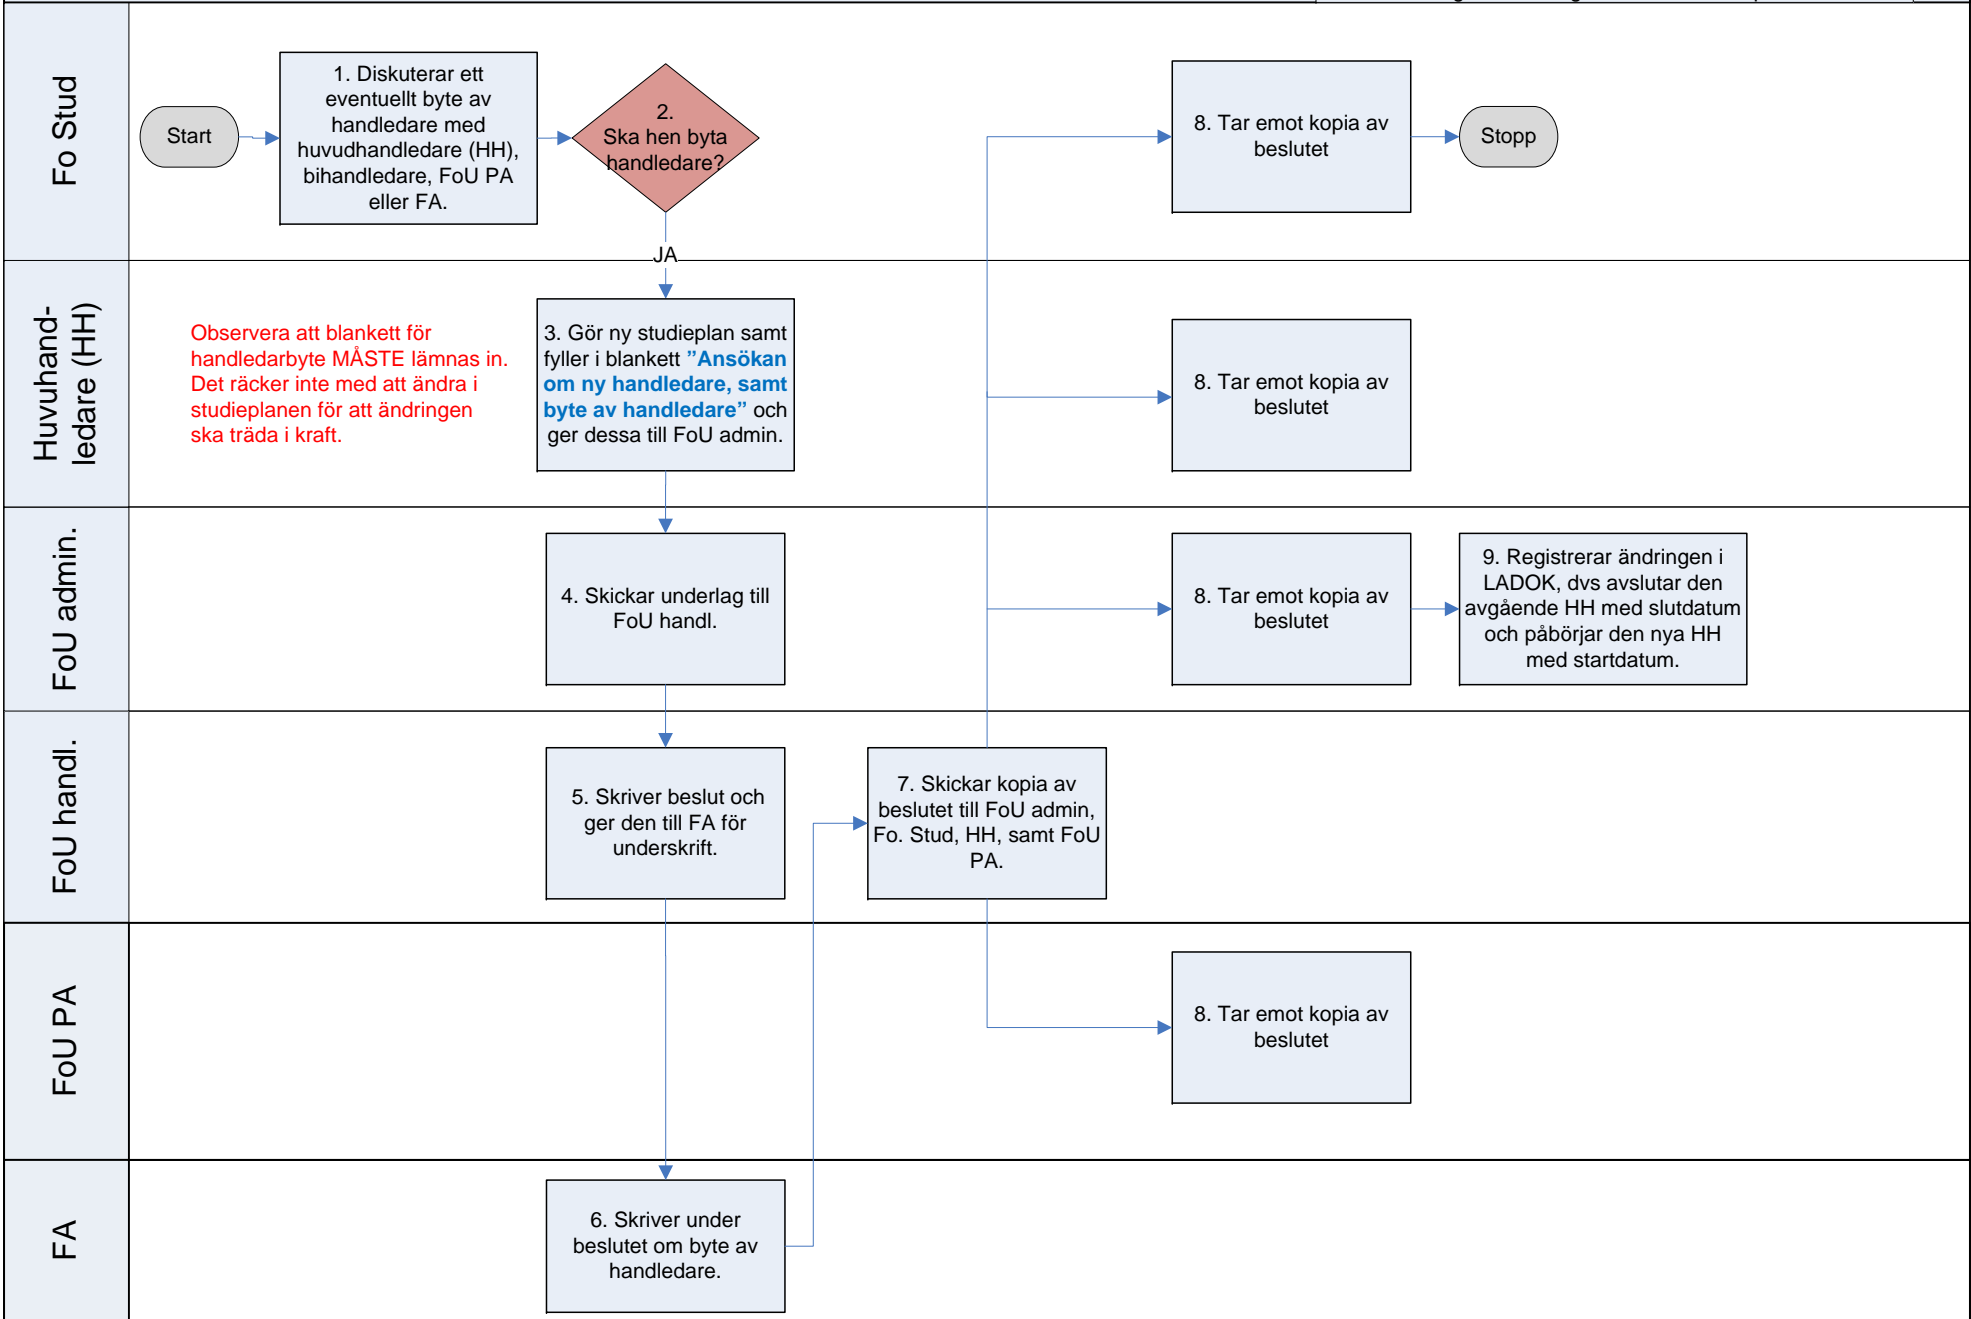 Fo Stud
Start
1. Diskuterar ett
eventuellt byte av
handledare med
huvudhandledare (HH),
bihandledare, FoU PA
eller FA.
2.
Ska hen byta
handledare?
JA
8. Tar emot kopia av
beslutet
Stopp
Huvuhand-
ledare (HH)
Observera att blankett för
handledarbyte MÅSTE lämnas in.
Det räcker inte med att ändra i
studieplanen för att ändringen
ska träda i kraft.
3. Gör ny studieplan samt
fyller i blankett ”Ansökan
om ny handledare, samt
byte av handledare” och
ger dessa till FoU admin.
8. Tar emot kopia av
beslutet
FoU admin.
4. Skickar underlag till
FoU handl.
8. Tar emot kopia av
beslutet
9. Registrerar ändringen i
LADOK, dvs avslutar den
avgående HH med slutdatum
och påbörjar den nya HH
med startdatum.
FoU handl.
5. Skriver beslut och
ger den till FA för
underskrift.
7. Skickar kopia av
beslutet till FoU admin,
Fo. Stud, HH, samt FoU
PA.
FoU PA
8. Tar emot kopia av
beslutet
FA
6. Skriver under
beslutet om byte av
handledare.